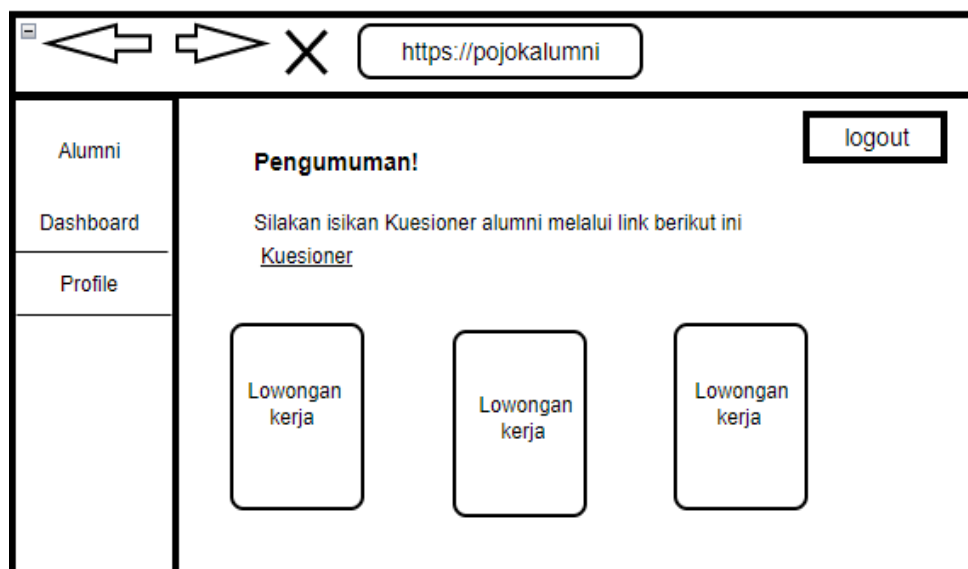 https://pojokalumni
logout
Alumni
Dashboard
Profile
Pengumuman!
Silakan isikan Kuesioner alumni melalui link berikut ini
Kuesioner
Lowongan
kerja
Lowongan
kerja
Lowongan
kerja